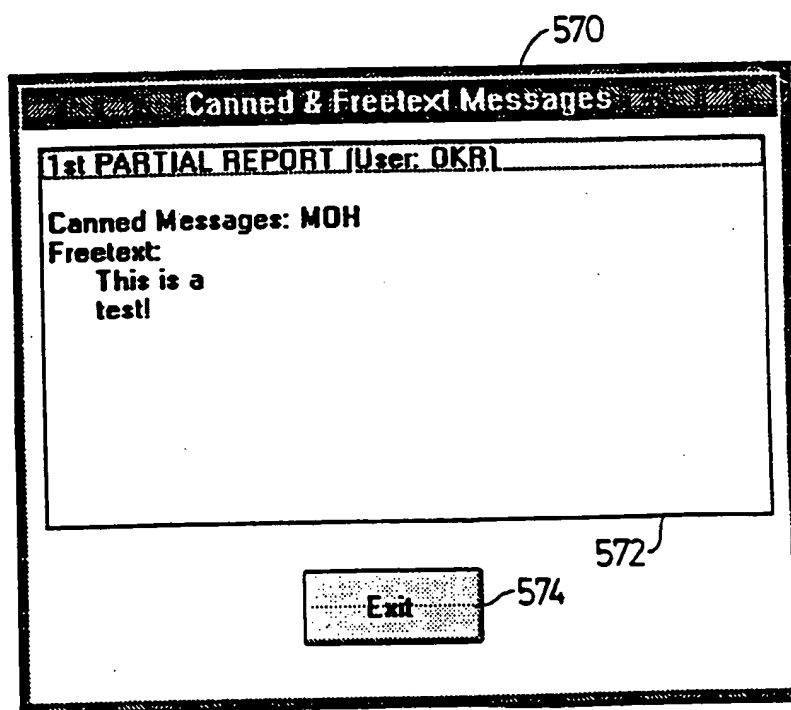 570
Canned & Freetext Messages
1st PARTIAL REPORT (User: OKR)
Canned Messages: MOH
Freetext:
This is a
test!
572
Exit
574